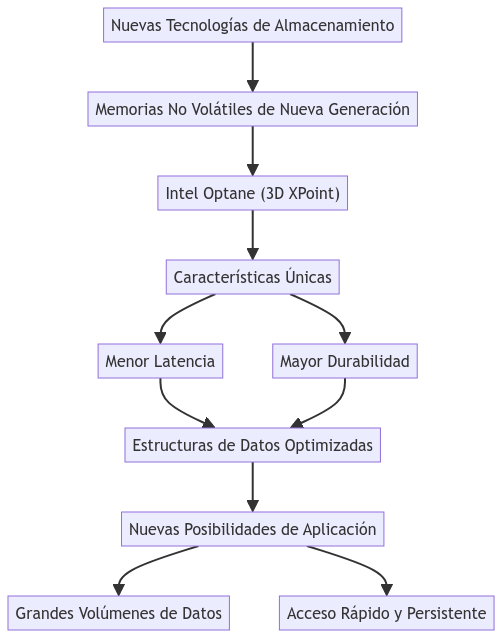 Nuevas Tecnologías de Almacenamiento
Memorias No Volátiles de Nueva Generación
Intel Optane (3D XPoint)
Características Únicas
Menor Latencia
Mayor Durabilidad
Estructuras de Datos Optimizadas
Nuevas Posibilidades de Aplicación
Grandes Volúmenes de Datos
Acceso Rápido y Persistente